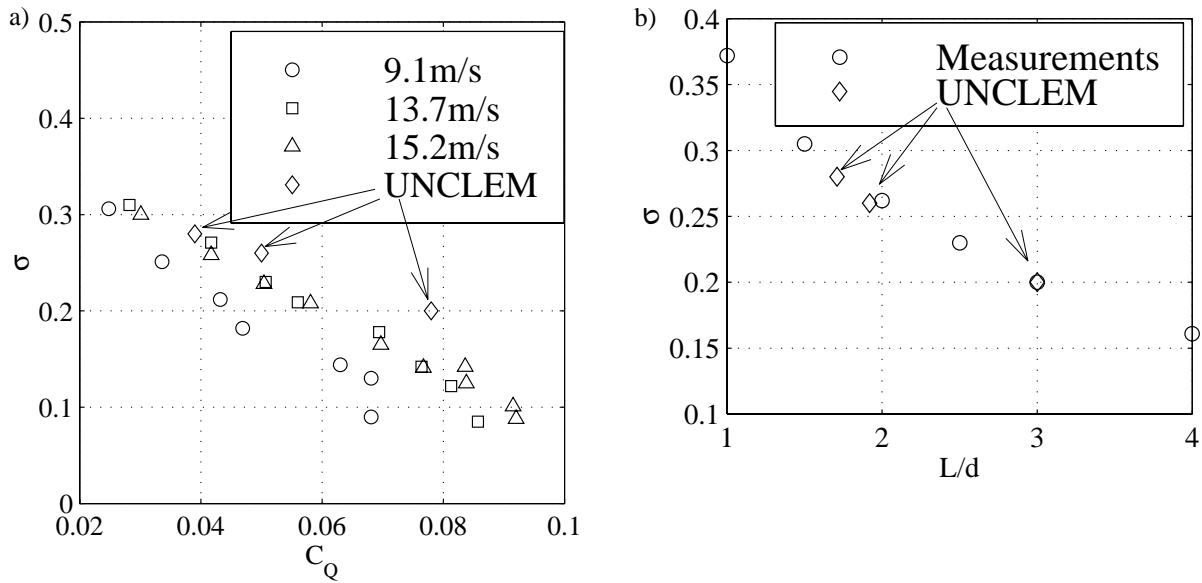 a)
0.5
0.4
0.3
0.2
0.1
0
σ
0.02
0.04
0.06
0.08
0.1
C_Q
9.1m/s
13.7m/s
15.2m/s
UNCLEM
b)
0.4
0.35
0.3
0.25
0.2
0.15
0.1
σ
1
2
3
4
L/d
Measurements
UNCLEM